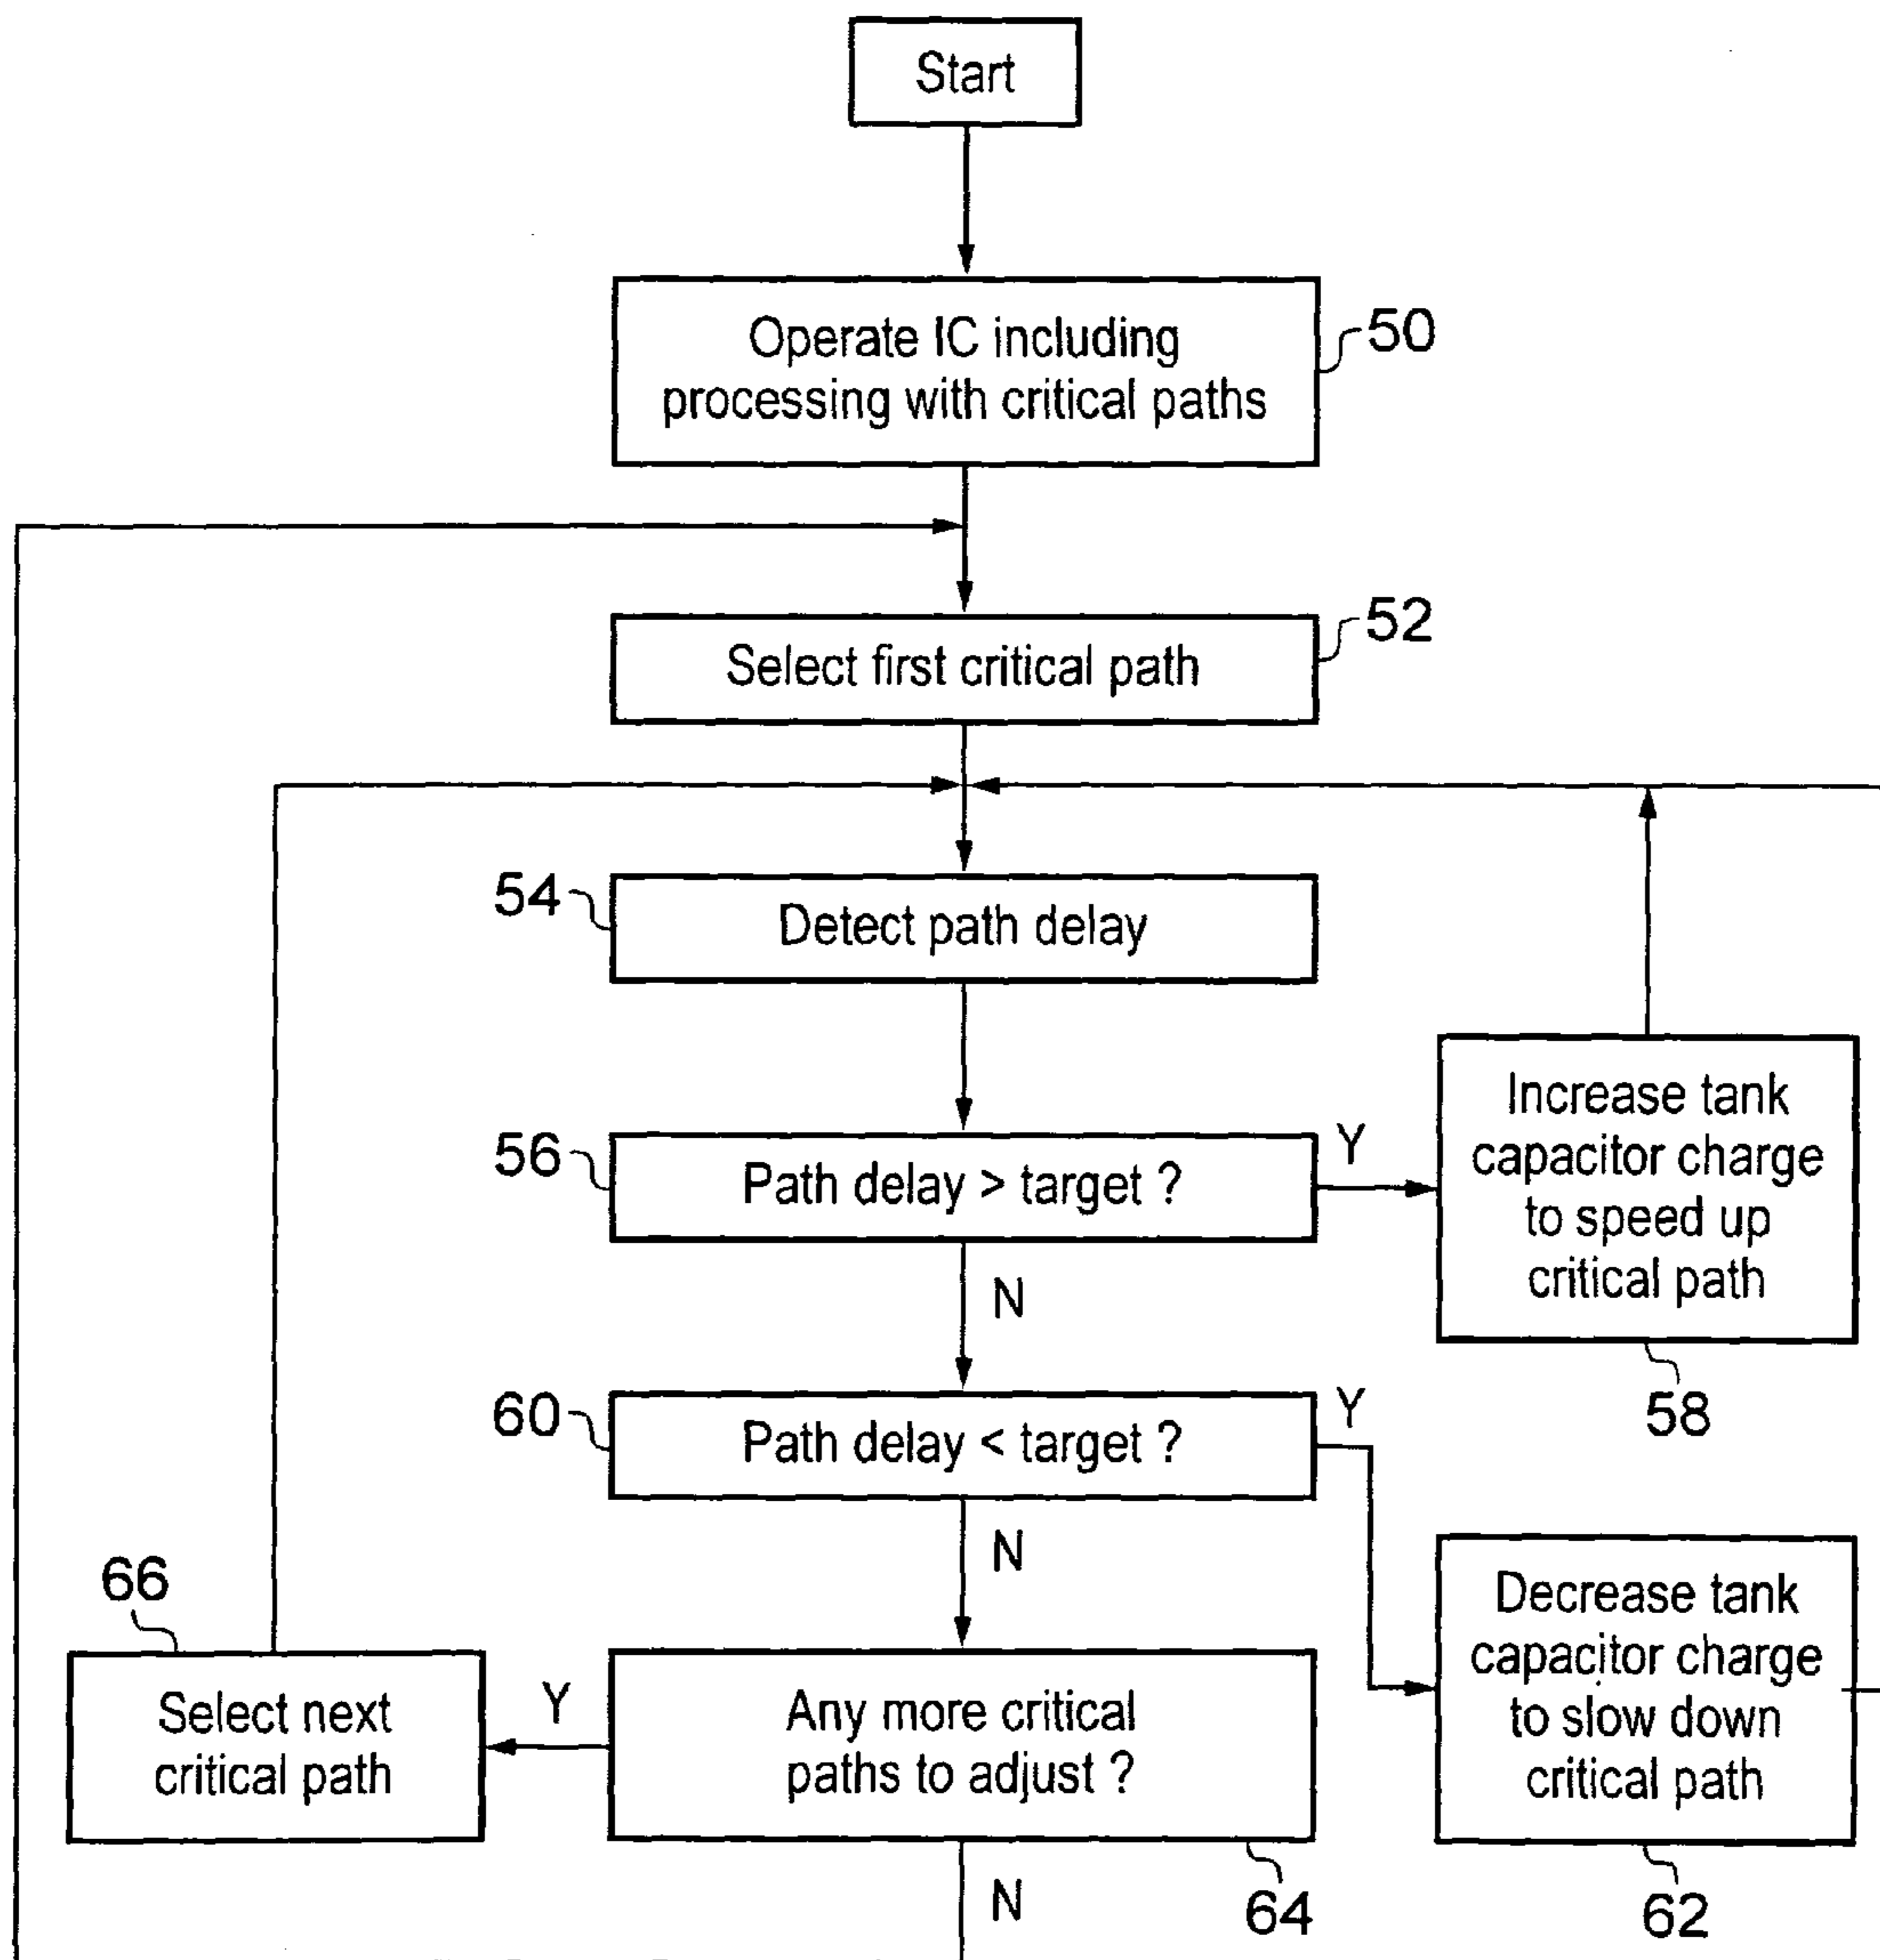 Start
Operate IC including
processing with critical paths
50
Select first critical path
52
54
Detect path delay
56
Path delay > target ?
Y
Increase tank
capacitor charge
to speed up
critical path
58
N
60
Path delay < target ?
Y
Decrease tank
capacitor charge
to slow down
critical path
62
N
66
Select next
critical path
Y
Any more critical
paths to adjust ?
64
N